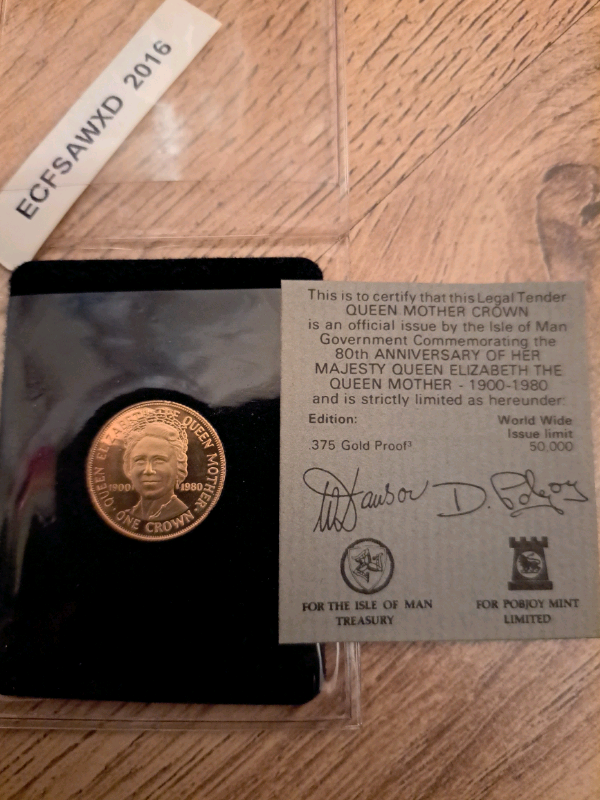 ECFSAWXD 2016
This is to certify that this Legal Tender
QUEEN MOTHER CROWN
is an official issue by the Isle of Man
Government Commemorating the
80th ANNIVERSARY OF HER
MAJESTY QUEEN ELIZABETH THE
QUEEN MOTHER - 1900-1980
and is strictly limited as hereunder:
Edition: World Wide
Issue limit
.375 Gold Proof³ 50,000
W Dawson D. Pobjoy
FOR THE ISLE OF MAN
TREASURY
FOR POBJOY MINT
LIMITED
QUEEN ELIZABETH THE QUEEN MOTHER
1900 1980
ONE CROWN